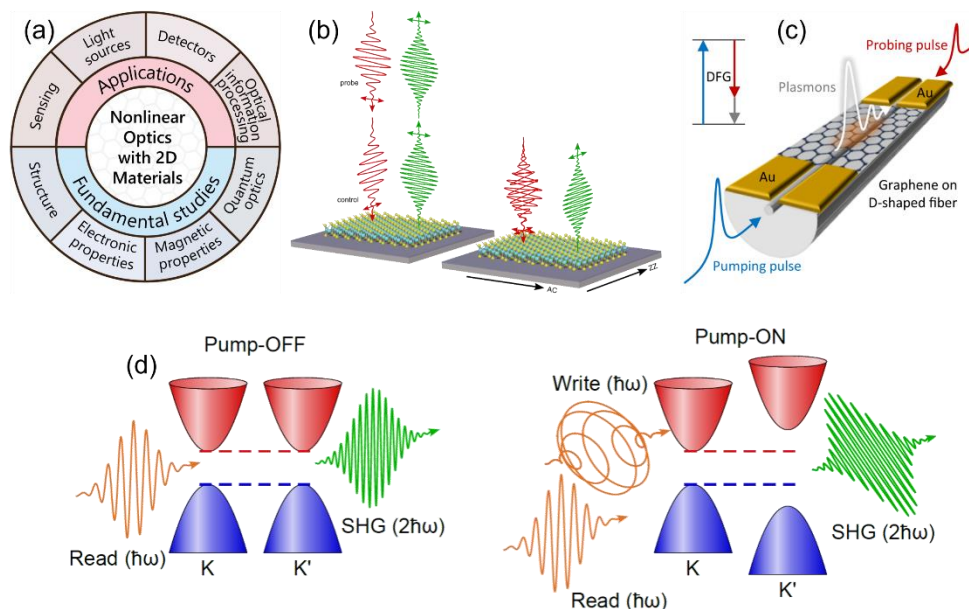 (a)
Light
sources
Detectors
Sensing
Applications
Optical
information
processing
Nonlinear
Optics
with 2D
Materials
Structure
Fundamental studies
Quantum
optics
Electronic
properties
Magnetic
properties
(b)
probe
control
AC
ZZ
(c)
DFG
Plasmons
Probing pulse
Au
Au
Graphene on
D-shaped fiber
Pumping pulse
(d)
Pump-OFF
Read (ħω)
K
K'
SHG (2ħω)
Pump-ON
Write (ħω)
Read (ħω)
K
K'
SHG (2ħω)